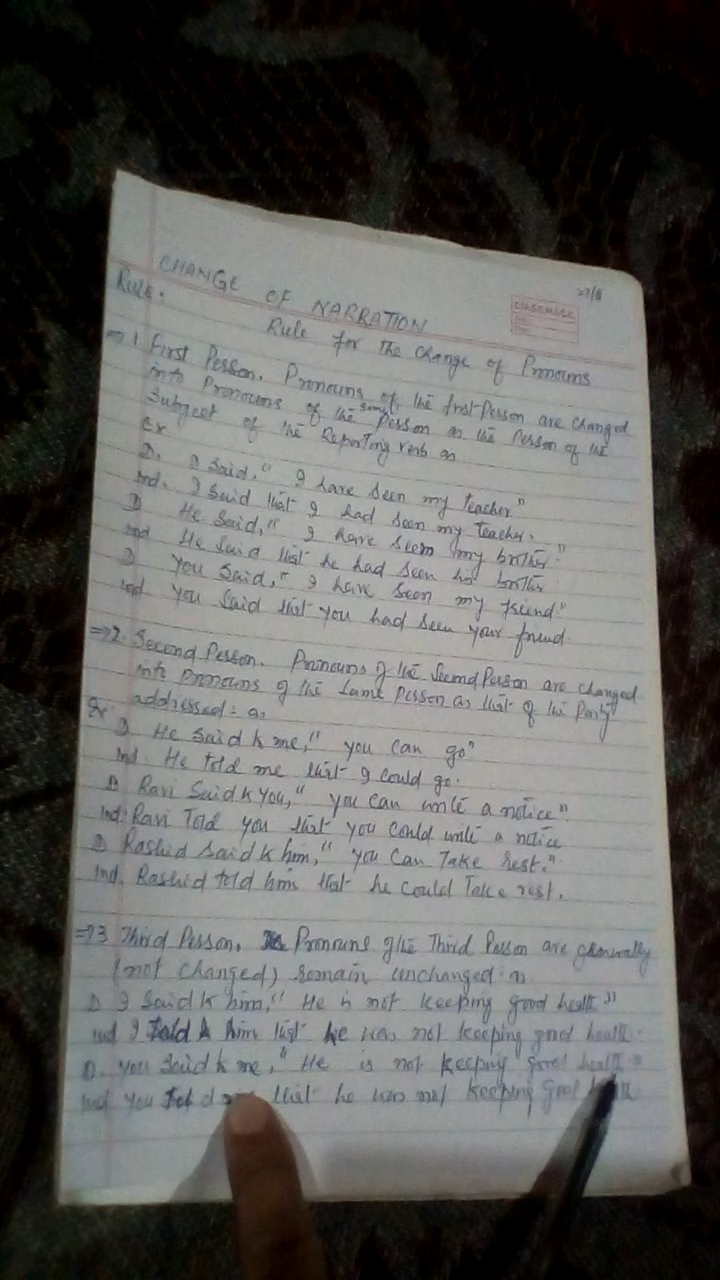 27/8
CLASSMATE
CHANGE OF NARRATION
Rule. Rule for the change of Pronouns
⇒1. First Person. Pronouns of the first Person are changed
into Pronouns of the same Person as the Person of the
Subject of the Reporting verb as
Ex
D. I said, " I have seen my teacher."
Ind. I said that I had seen my teacher.
D He said, " I have seen my brother."
Ind He said that he had seen his brother
D You said, " I have seen my friend"
Ind You said that you had seen your friend.
⇒2. Second Person. Pronouns of the Second Person are changed
into Pronouns of the same Person as that of the Party
addressed:- as
Ex
D. He said to me, " you can go"
Ind. He told me that I could go.
D Ravi said to you, " you can write a notice".
Ind: Ravi Told you that you could write a notice
D Rashid said to him, " You Can Take rest."
Ind. Rashid told him that he could Take rest.
⇒3 Third Person. Pronouns of the Third Person are generally
(not changed) remain unchanged:- as
D I said to him, " He is not keeping good health"
Ind I told him that he was not keeping good health.
D. You said to me, " He is not keeping good health"
Ind You told that he was not keeping good